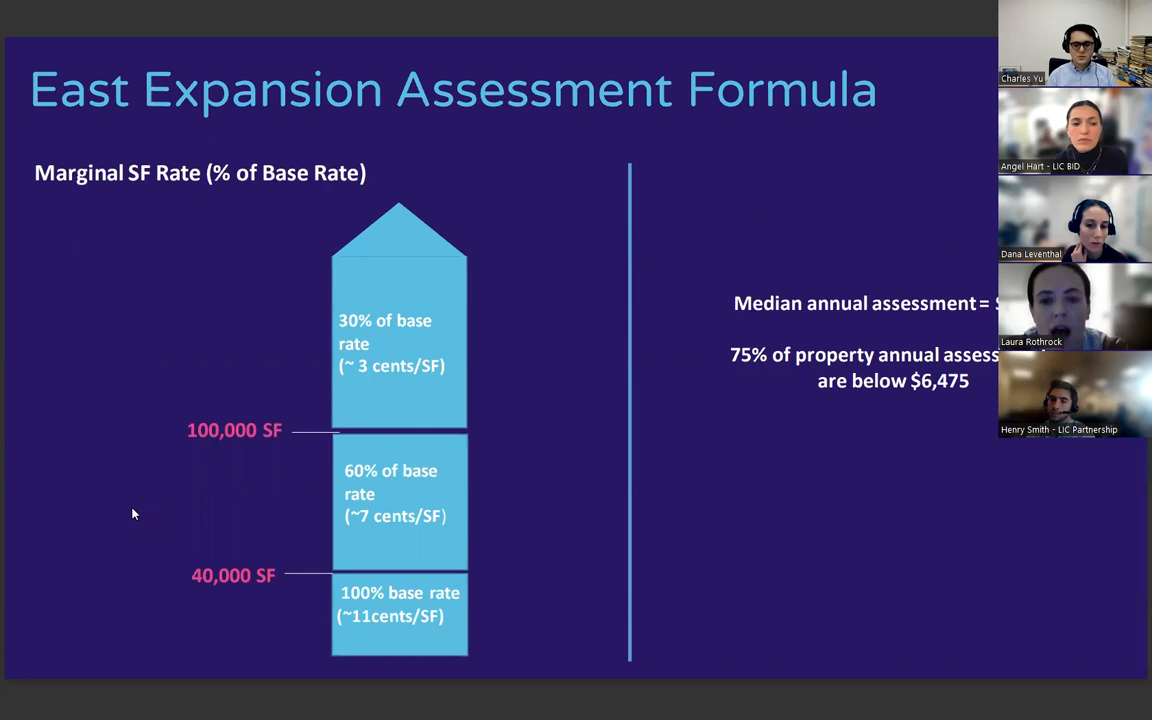 East Expansion Assessment Formula
Marginal SF Rate (% of Base Rate)
30% of base
rate
(~ 3 cents/SF)
100,000 SF
60% of base
rate
(~7 cents/SF)
40,000 SF
100% base rate
(~11cents/SF)
Median annual assessment =
75% of property annual
are below $6,475
Charles Yu
Angel Hart - LIC BID
Dana Leventhal
Laura Rothrock
Henry Smith - LIC Partnership